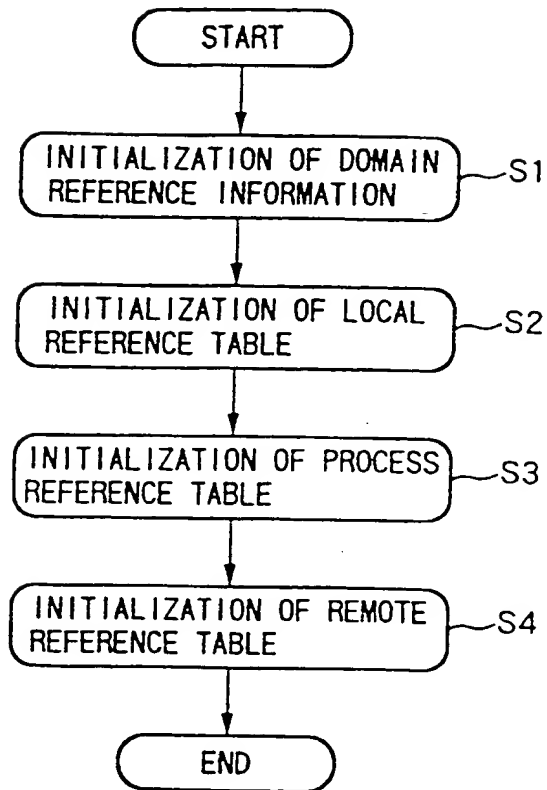 START
INITIALIZATION OF DOMAIN
REFERENCE INFORMATION
S1
INITIALIZATION OF LOCAL
REFERENCE TABLE
S2
INITIALIZATION OF PROCESS
REFERENCE TABLE
S3
INITIALIZATION OF REMOTE
REFERENCE TABLE
S4
END